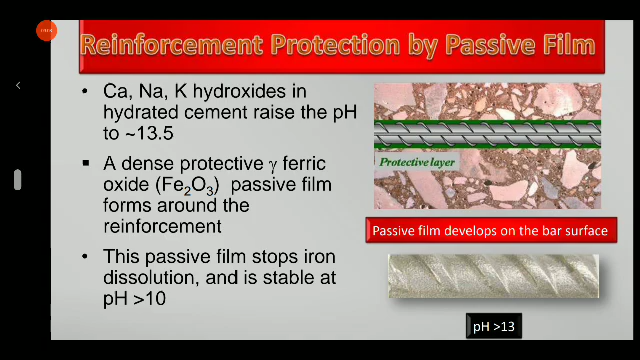 Reinforcement Protection by Passive Film
• Ca, Na, K hydroxides in
hydrated cement raise the pH
to ~13.5
▪ A dense protective γ ferric
oxide (Fe₂O₃) passive film
forms around the
reinforcement
• This passive film stops iron
dissolution, and is stable at
pH >10
Protective layer
Passive film develops on the bar surface
pH >13